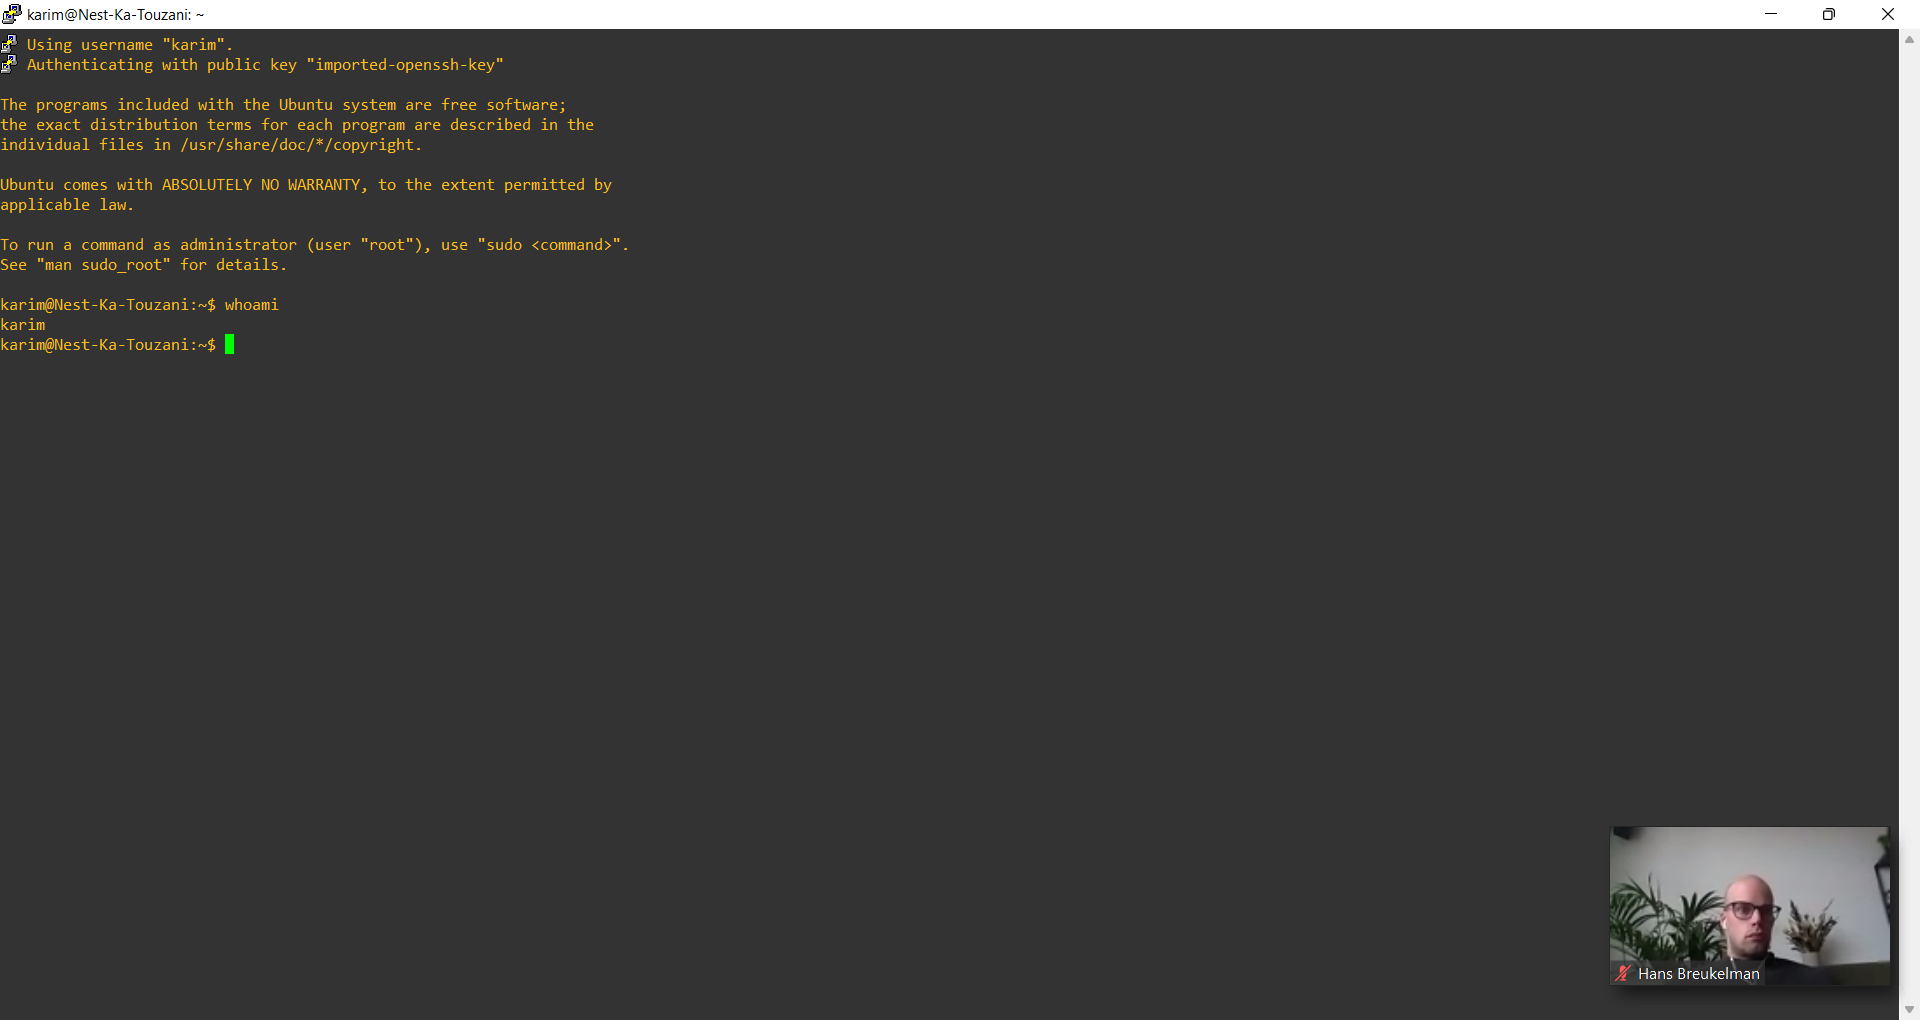 karim@Nest-Ka-Touzani: ~
Using username "karim".
Authenticating with public key "imported-openssh-key"
The programs included with the Ubuntu system are free software;
the exact distribution terms for each program are described in the
individual files in /usr/share/doc/*/copyright.
Ubuntu comes with ABSOLUTELY NO WARRANTY, to the extent permitted by
applicable law.
To run a command as administrator (user "root"), use "sudo <command>".
See "man sudo_root" for details.
karim@Nest-Ka-Touzani:~$ whoami
karim
karim@Nest-Ka-Touzani:~$
Hans Breukelman